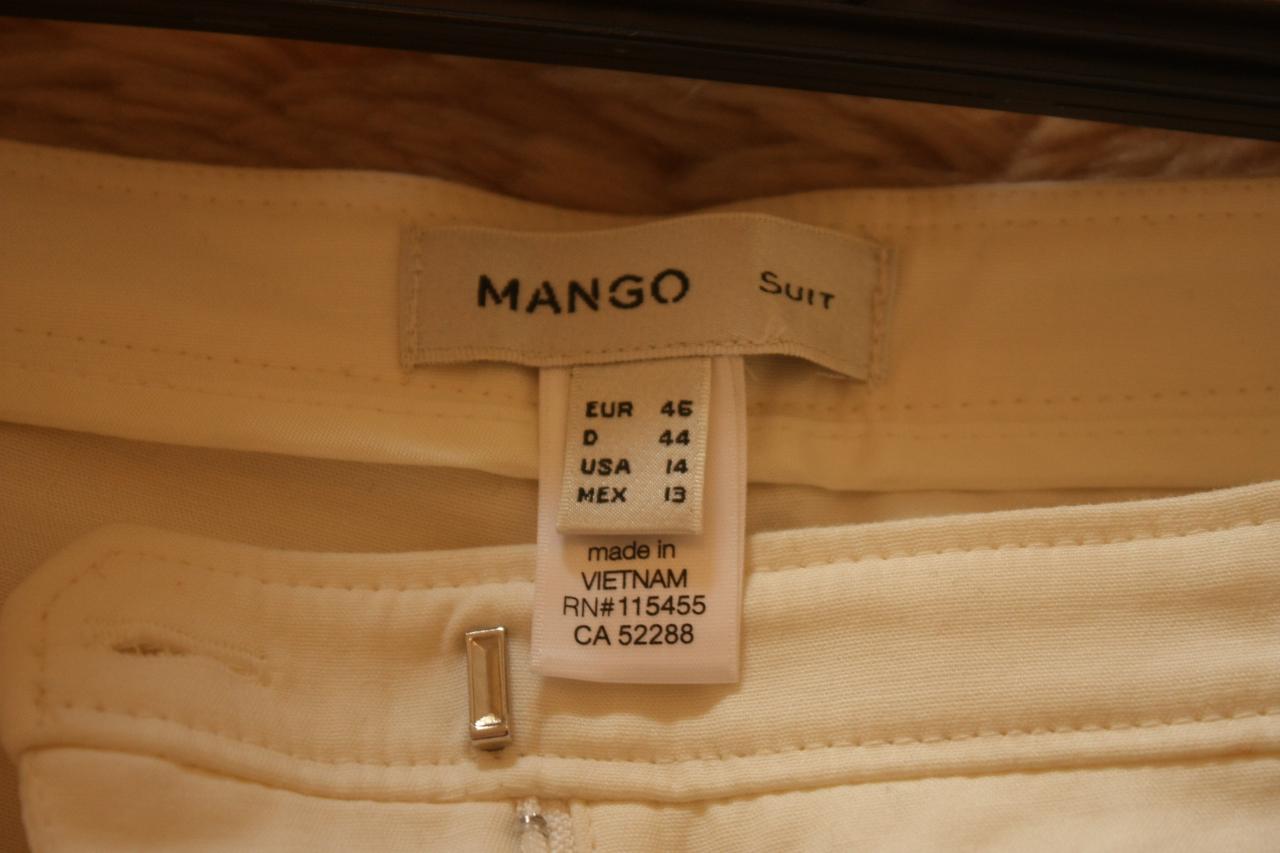 MANGO SUIT
EUR 46
D 44
USA 14
MEX 13
made in
VIETNAM
RN#115455
CA 52288